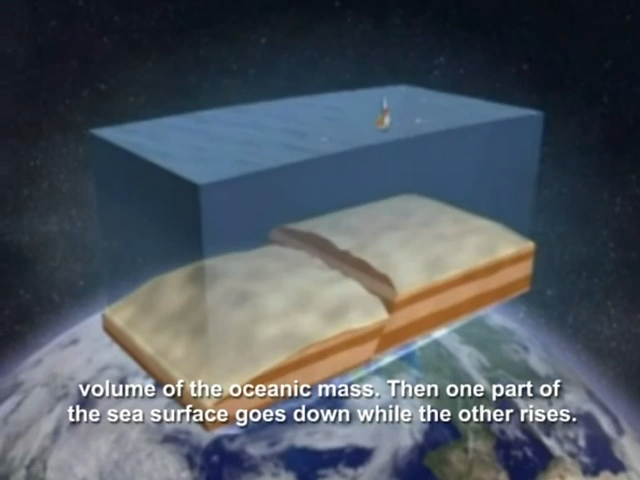 volume of the oceanic mass. Then one part of
the sea surface goes down while the other rises.